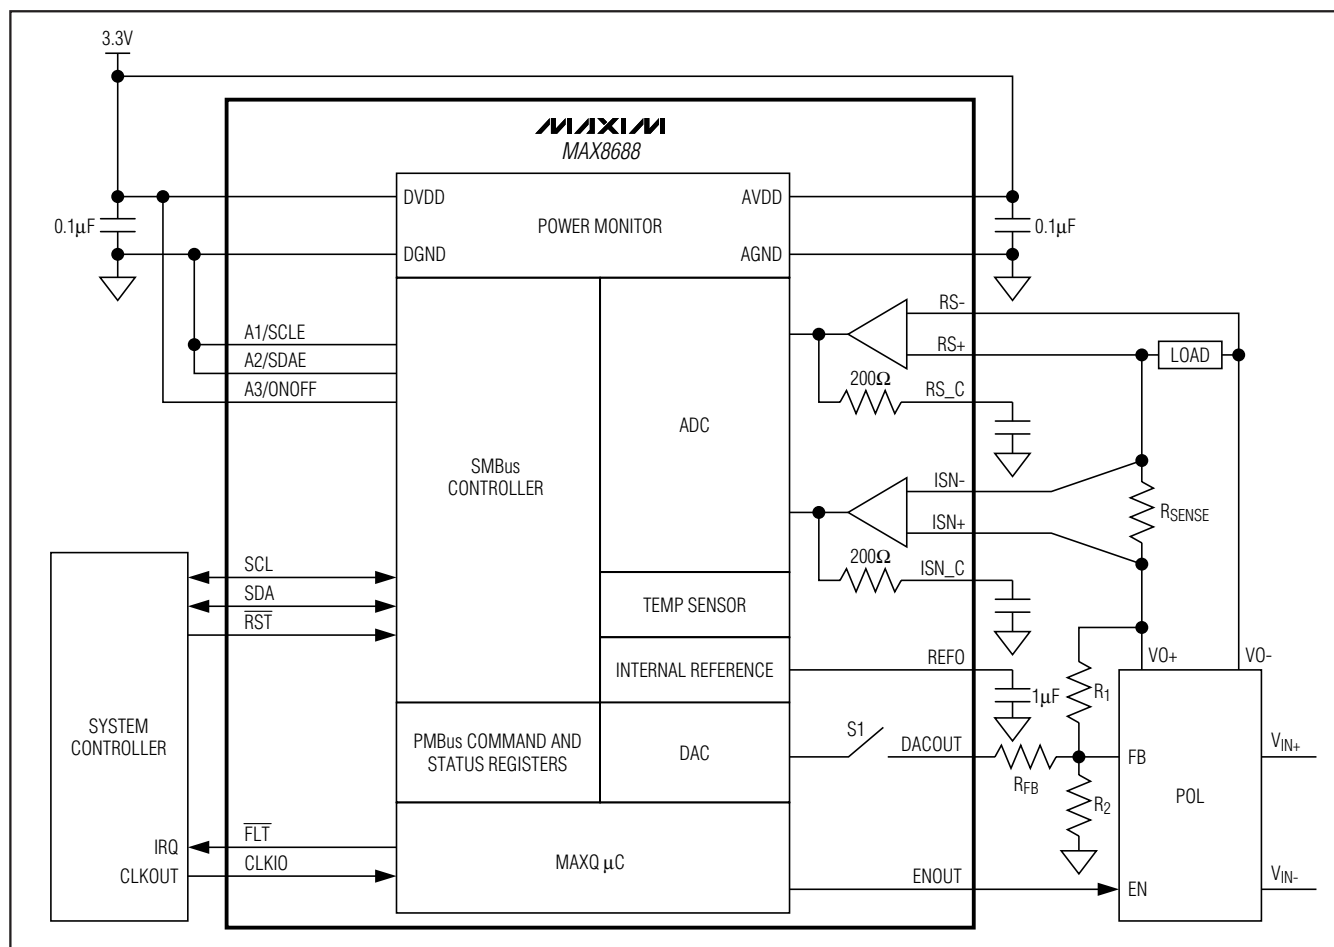 3.3V
MAXIM
MAX8688
DVDD
AVDD
POWER MONITOR
0.1µF
0.1µF
DGND
AGND
RS-
A1/SCLE
RS+
LOAD
A2/SDAE
A3/ONOFF
200Ω
RS_C
ADC
SMBus
CONTROLLER
ISN-
RSENSE
ISN+
200Ω
ISN_C
SCL
SDA
TEMP SENSOR
RST
REFO
VO+
VO-
INTERNAL REFERENCE
R1
1µF
SYSTEM
CONTROLLER
PMBus COMMAND AND
STATUS REGISTERS
DAC
S1
DACOUT
RFB
FB
VIN+
R2
POL
FLT
IRQ
MAXQ µC
CLKIO
CLKOUT
ENOUT
EN
VIN-